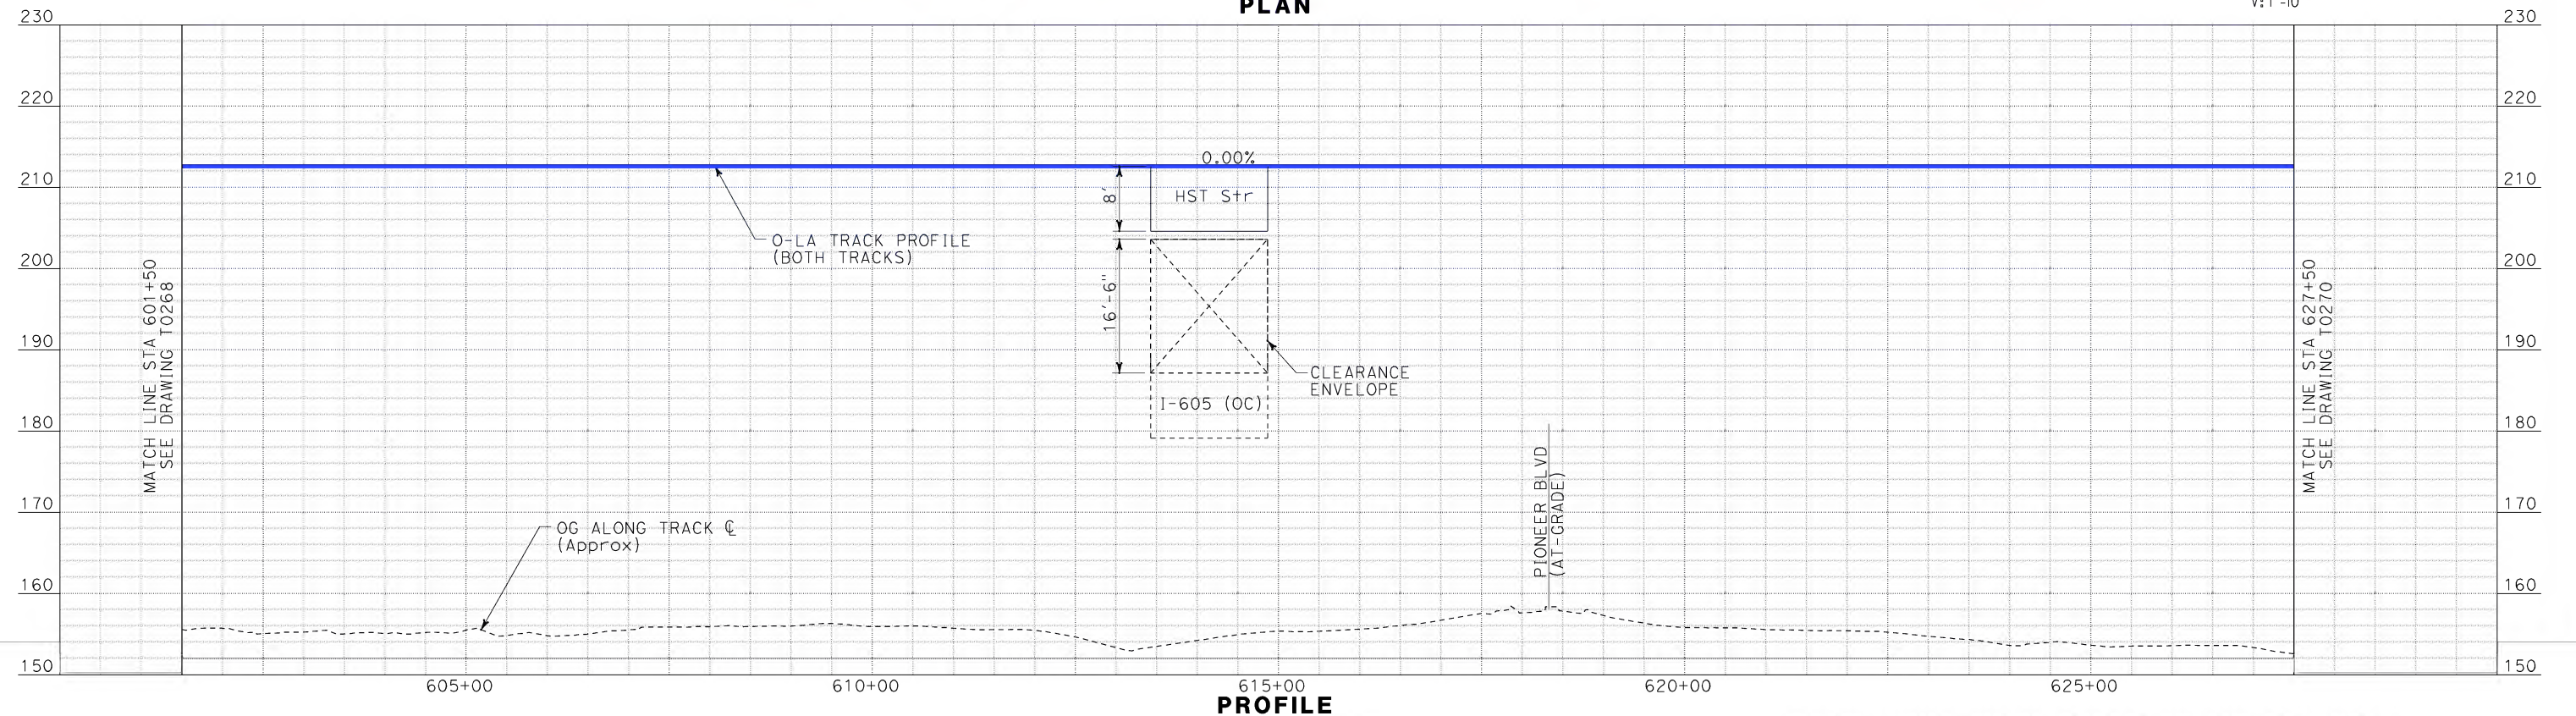 PLAN
V:1"=10'
230
230
220
220
0.00%
210
8'
HST Str
210
O-LA TRACK PROFILE
(BOTH TRACKS)
200
200
MATCH LINE STA 601+50
SEE DRAWING T0268
16'-6"
MATCH LINE STA 627+50
SEE DRAWING T0270
190
190
CLEARANCE
ENVELOPE
I-605 (OC)
180
180
PIONEER BLVD
(AT-GRADE)
170
170
OG ALONG TRACK ℄
(Approx)
160
160
150
150
605+00
610+00
615+00
620+00
625+00
PROFILE